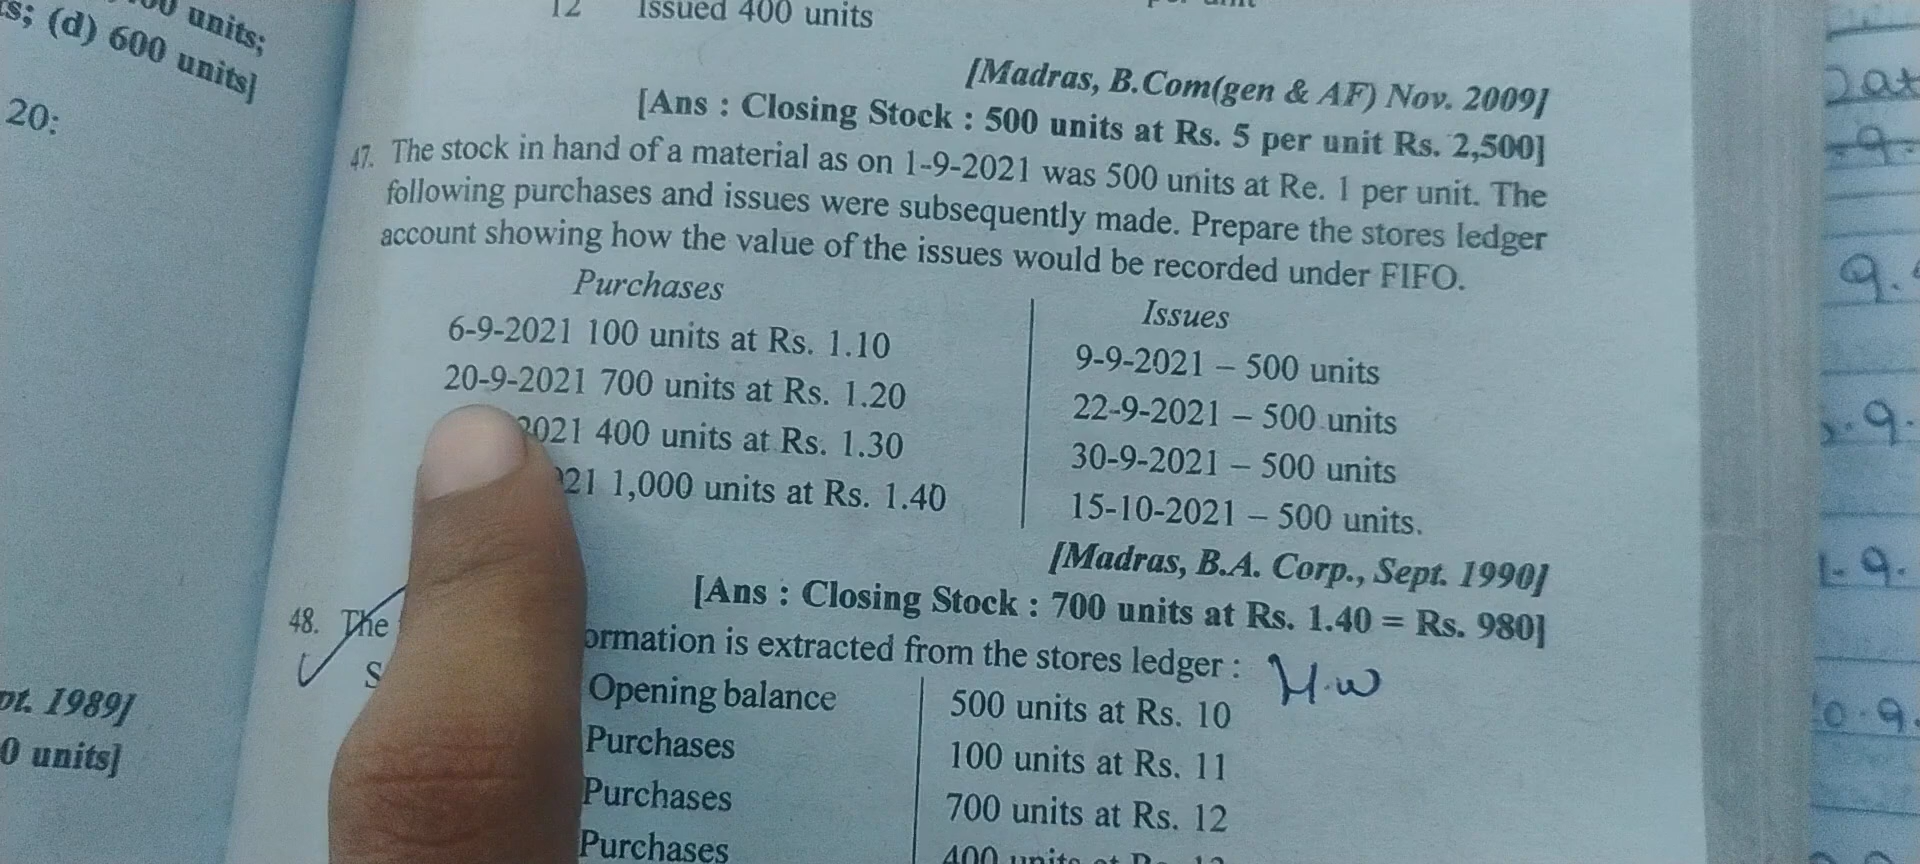 units;
s; (d) 600 units]
20:
pt. 1989]
0 units]
12 Issued 400 units
[Madras, B.Com(gen & AF) Nov. 2009]
[Ans : Closing Stock : 500 units at Rs. 5 per unit Rs. 2,500]
47. The stock in hand of a material as on 1-9-2021 was 500 units at Re. 1 per unit. The
following purchases and issues were subsequently made. Prepare the stores ledger
account showing how the value of the issues would be recorded under FIFO.
Purchases
6-9-2021 100 units at Rs. 1.10
20-9-2021 700 units at Rs. 1.20
2021 400 units at Rs. 1.30
21 1,000 units at Rs. 1.40
Issues
9-9-2021 – 500 units
22-9-2021 – 500 units
30-9-2021 – 500 units
15-10-2021 – 500 units.
[Madras, B.A. Corp., Sept. 1990]
[Ans : Closing Stock : 700 units at Rs. 1.40 = Rs. 980]
48. The ormation is extracted from the stores ledger : H.W
S
Opening balance 500 units at Rs. 10
Purchases 100 units at Rs. 11
Purchases 700 units at Rs. 12
Purchases 400 units at